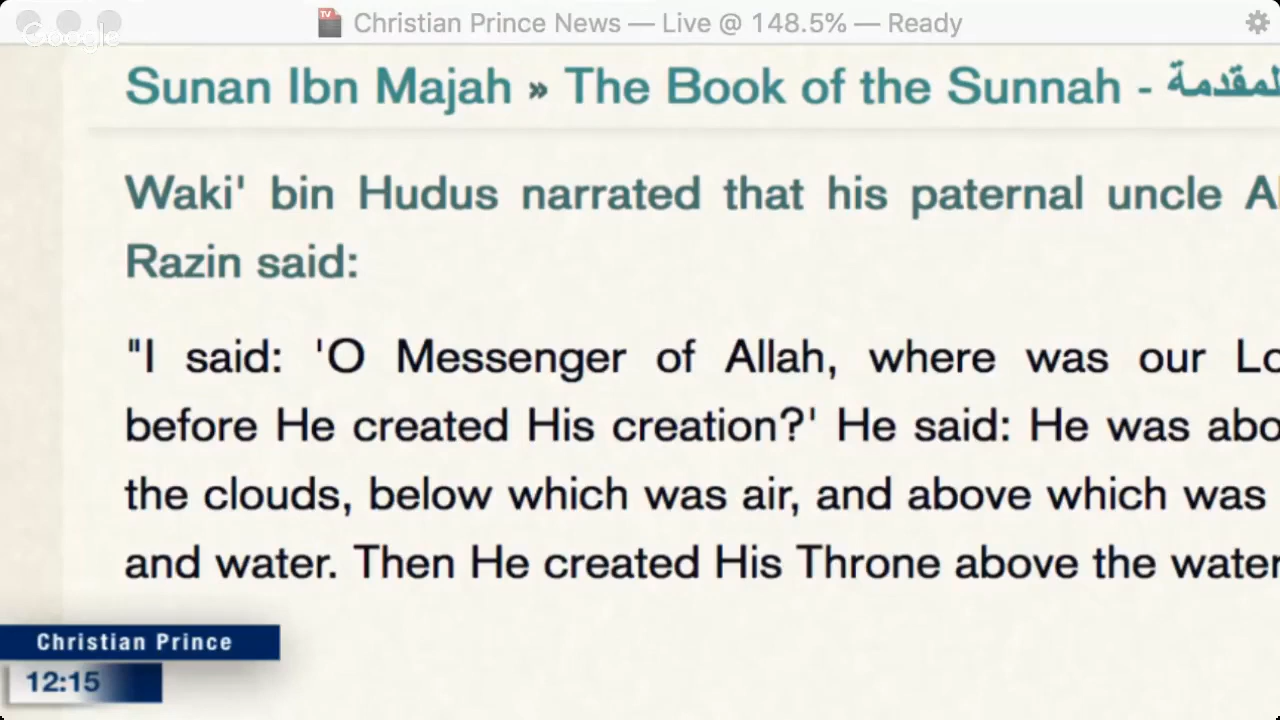 Christian Prince News — Live @ 148.5% — Ready
Google
Sunan Ibn Majah » The Book of the Sunnah -
Waki' bin Hudus narrated that his paternal uncle
Razin said:
"I said: 'O Messenger of Allah, where was our
before He created His creation?' He said: He was
the clouds, below which was air, and above which was
and water. Then He created His Throne above the water
Christian Prince
12:15